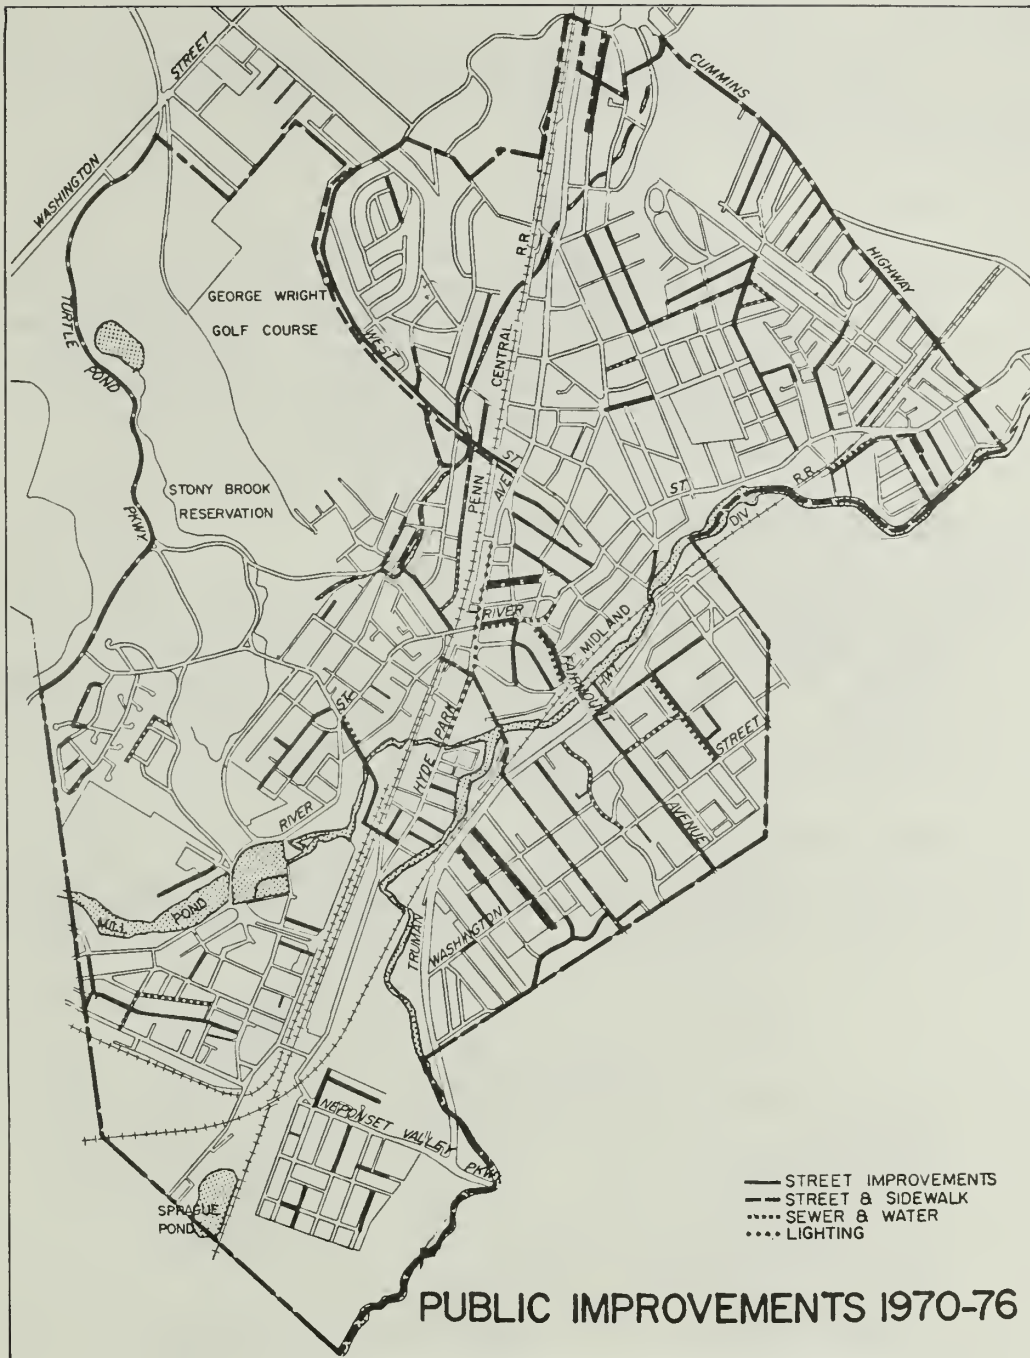 CUMMINS
STREET
WASHINGTON
HIGHWAY
R.R.
CENTRAL
GEORGE WRIGHT
GOLF COURSE
TURTLE
POND
WEST
ST
AVE
PENN
ST.
R.R.
DIV
STONY BROOK
RESERVATION
PKWY
RIVER
MIDLAND
FAIRMOUNT
HWY.
ST.
PARK
HYDE
STREET
RIVER
AVENUE
MILL
POND
TRUMAN
WASHINGTON
NEPONSET VALLEY
PKWY
SPRAGUE
POND
STREET IMPROVEMENTS
STREET & SIDEWALK
SEWER & WATER
LIGHTING
PUBLIC IMPROVEMENTS 1970-76